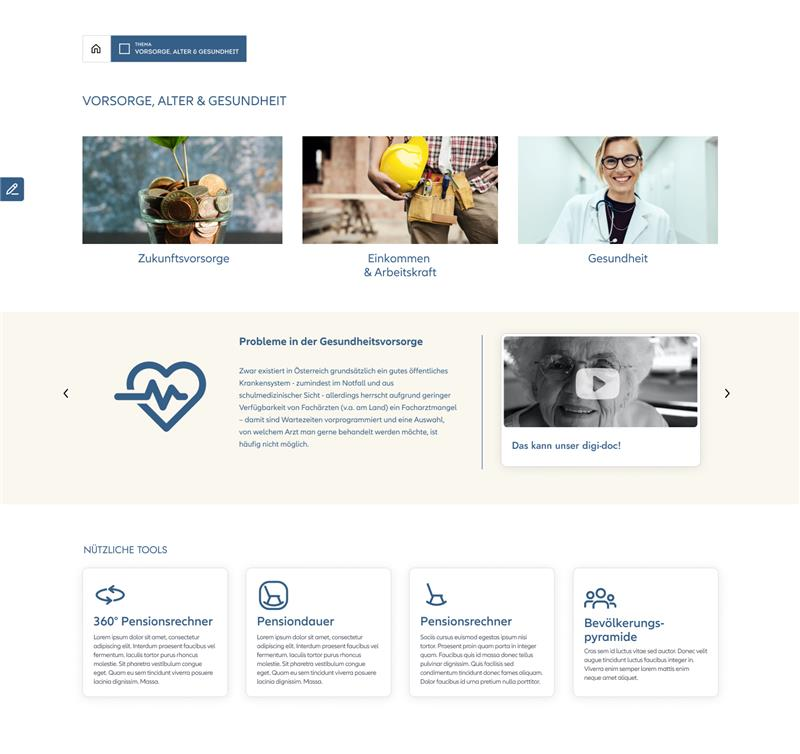 THEMA
VORSORGE, ALTER & GESUNDHEIT
VORSORGE, ALTER & GESUNDHEIT
Zukunftsvorsorge
Einkommen
& Arbeitskraft
Gesundheit
Probleme in der Gesundheitsvorsorge
Zwar existiert in Österreich grundsätzlich ein gutes öffentliches
Krankensystem - zumindest im Notfall und aus
schulmedizinischer Sicht - allerdings herrscht aufgrund geringer
Verfügbarkeit von Fachärzten (v.a. am Land) ein Facharztmangel
– damit sind Wartezeiten vorprogrammiert und eine Auswahl,
von welchem Arzt man gerne behandelt werden möchte, ist
häufig nicht möglich.
Das kann unser digi-doc!
NÜTZLICHE TOOLS
360° Pensionsrechner
Lorem ipsum dolor sit amet, consectetur
adipiscing elit. Interdum praesent faucibus vel
fermentum. Iaculis tortor purus rhoncus
molestie. Sit pharetra vestibulum congue
eget. Quam eu sem tincidunt viverra posuere
lacinia dignissim. Massa.
Pensiondauer
Lorem ipsum dolor sit amet, consectetur
adipiscing elit. Interdum praesent faucibus vel
fermentum. Iaculis tortor purus rhoncus
molestie. Sit pharetra vestibulum congue
eget. Quam eu sem tincidunt viverra posuere
lacinia dignissim. Massa.
Pensionsrechner
Sociis cursus euismod egestas ipsum nisi
tortor. Praesent proin quam porta in integer
quam. Faucibus quis id massa donec tellus
pulvinar dignissim. Quis facilisis sed
condimentum tincidunt donec fames aliquam.
Dolor faucibus id urna pretium nulla porttitor.
Bevölkerungs-
pyramide
Cras sem id luctus vitae sed auctor. Donec velit
augue tincidunt luctus faucibus integer in.
Viverra enim semper lorem mattis enim
neque amet aliquet.